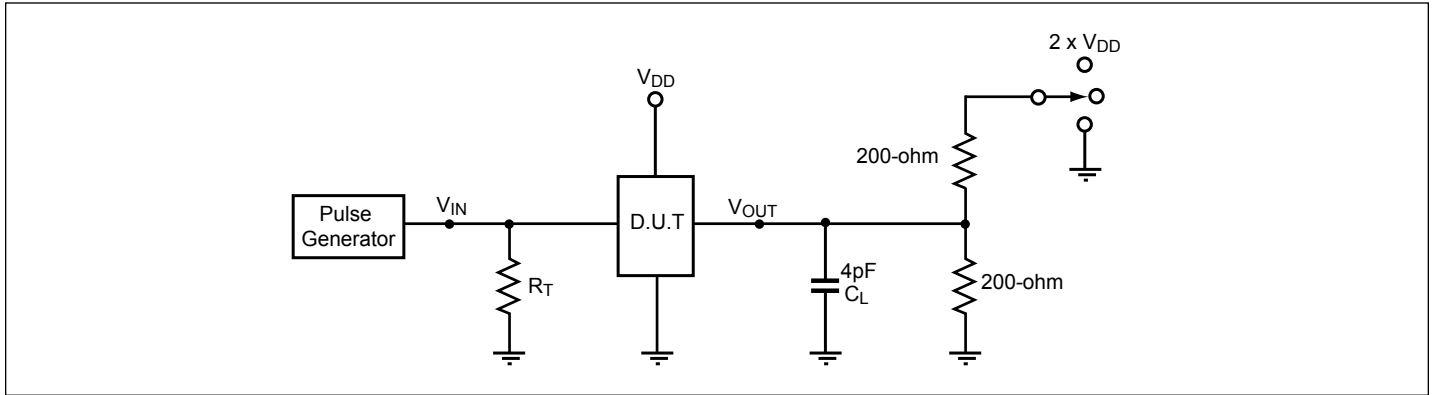 2 x VDD
VDD
200-ohm
Pulse
Generator
VIN
D.U.T
VOUT
RT
4pF
CL
200-ohm